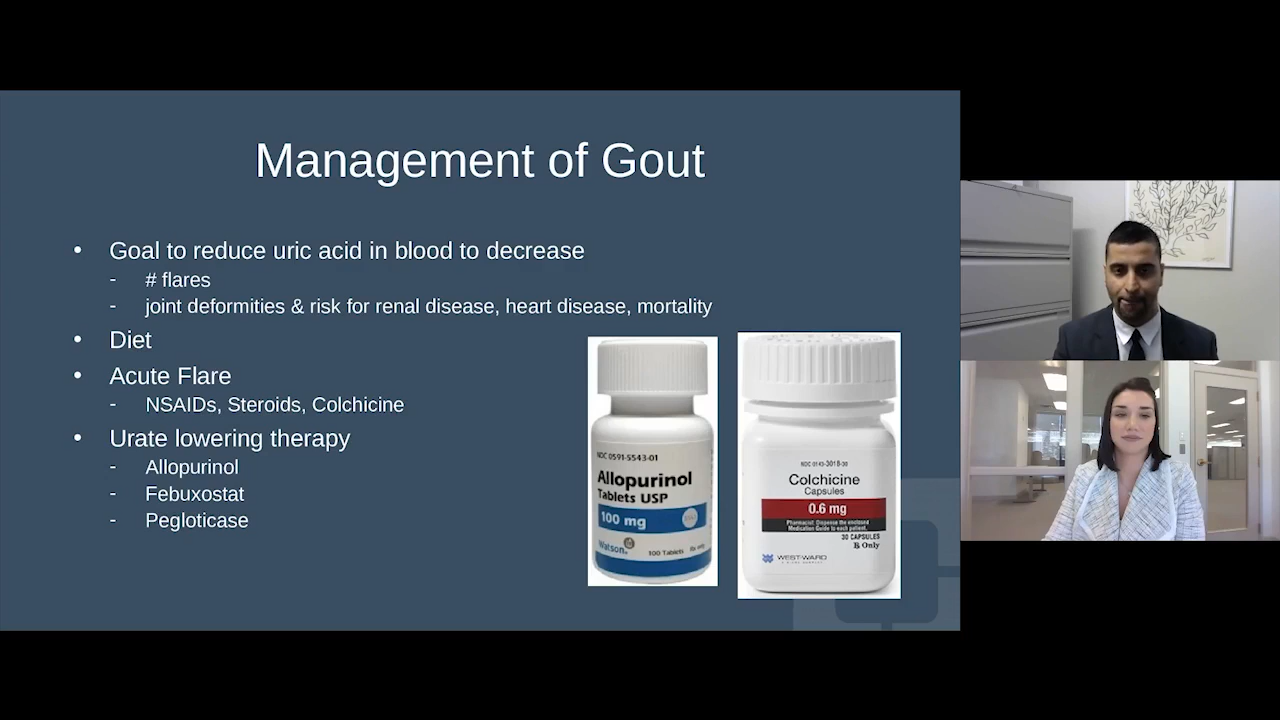 Management of Gout
• Goal to reduce uric acid in blood to decrease
- # flares
- joint deformities & risk for renal disease, heart disease, mortality
• Diet
• Acute Flare
- NSAIDs, Steroids, Colchicine
• Urate lowering therapy
- Allopurinol
- Febuxostat
- Pegloticase
NDC 0591-5543-01
Allopurinol
Tablets USP
100 mg
Watson
100 Tablets
Rx only
NDC 0143-3018-30
Colchicine
Capsules
0.6 mg
Pharmacist: Dispense the enclosed
Medication Guide to each patient.
30 CAPSULES
Rx Only
WEST-WARD